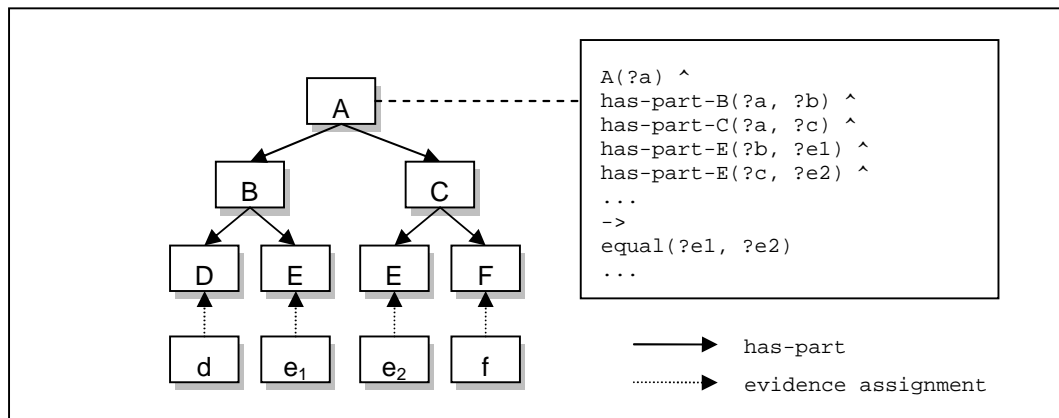 A
B C
D E E F
d e₁ e₂ f
A(?a) ^
has-part-B(?a, ?b) ^
has-part-C(?a, ?c) ^
has-part-E(?b, ?e1) ^
has-part-E(?c, ?e2) ^
...
->
equal(?e1, ?e2)
...
has-part
evidence assignment